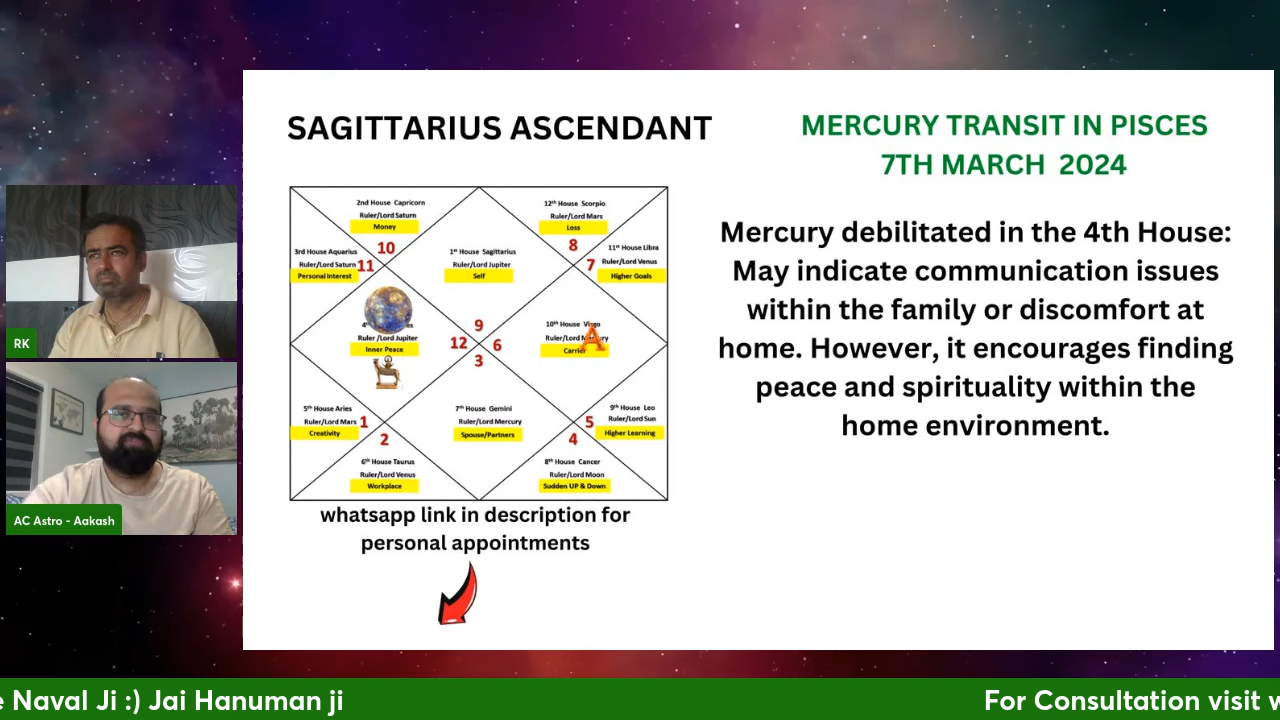 SAGITTARIUS ASCENDANT
MERCURY TRANSIT IN PISCES
7TH MARCH 2024
Mercury debilitated in the 4th House:
May indicate communication issues
within the family or discomfort at
home. However, it encourages finding
peace and spirituality within the
home environment.
2nd House Capricorn
Ruler/Lord Saturn
Money
10
12th House Scorpio
Ruler/Lord Mars
Loss
8
3rd House Aquarius
Ruler/Lord Saturn
Personal Interest
11
1st House Sagittarius
Ruler/Lord Jupiter
Self
11th House Libra
Ruler/Lord Venus
Higher Goals
7
Ruler/Lord Jupiter
Inner Peace
9
12
6
3
10th House Virgo
Ruler/Lord
Carrier
A
5th House Aries
Ruler/Lord Mars
Creativity
1
2
7th House Gemini
Ruler/Lord Mercury
Spouse/Partners
9th House Leo
Ruler/Lord Sun
Higher Learning
5
4
6th House Taurus
Ruler/Lord Venus
Workplace
8th House Cancer
Ruler/Lord Moon
Sudden UP & Down
whatsapp link in description for
personal appointments
RK
AC Astro - Aakash
e Naval Ji :) Jai Hanuman ji
For Consultation visit w